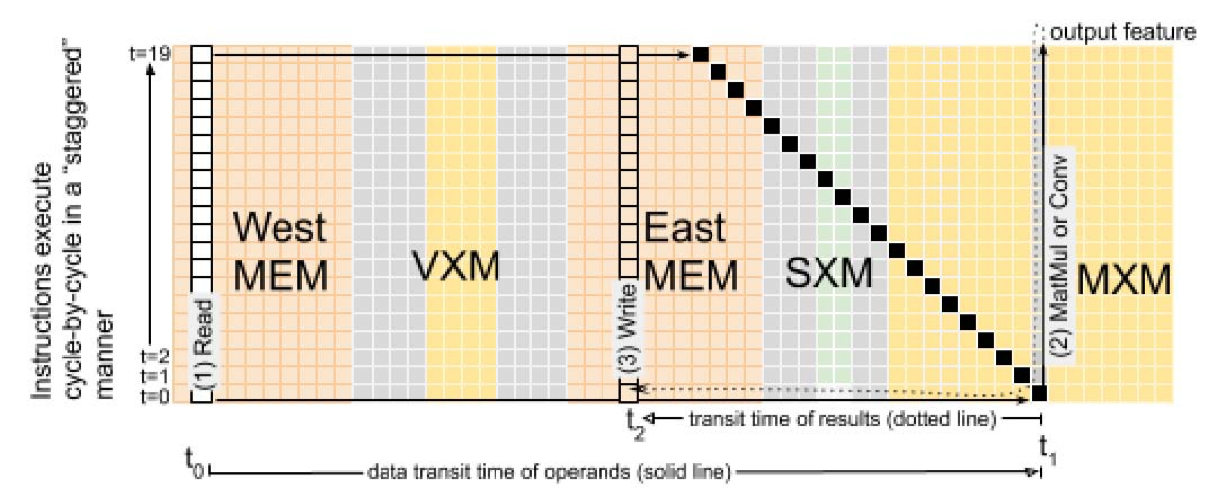 output feature
Instructions execute
cycle-by-cycle in a "staggered"
manner
t=19
t=2
t=1
t=0
(1) Read
West
MEM
VXM
(3) Write
East
MEM
SXM
(2) MatMul or Conv
MXM
t2
transit time of results (dotted line)
t1
t0
data transit time of operands (solid line)